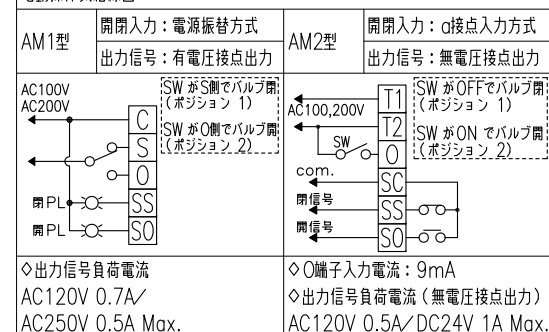 AM1型
開閉入力：電源振替方式
出力信号：有電圧接点出力
AM2型
開閉入力：a接点入力方式
出力信号：無電圧接点出力
AC100V
AC200V
SW がS側でバルブ閉
(ポジション 1)
SW がO側でバルブ開
(ポジション 2)
C
S
O
閉PL
SS
開PL
SO
AC100,200V
SW がOFFでバルブ閉
(ポジション 1)
SW がON でバルブ開
(ポジション 2)
T1
T2
SW
O
com.
SC
閉信号
SS
開信号
SO
◇出力信号負荷電流
AC120V 0.7A/
AC250V 0.5A Max.
◇O端子入力電流：9mA
◇出力信号負荷電流（無電圧接点出力）
AC120V 0.5A/DC24V 1A Max.